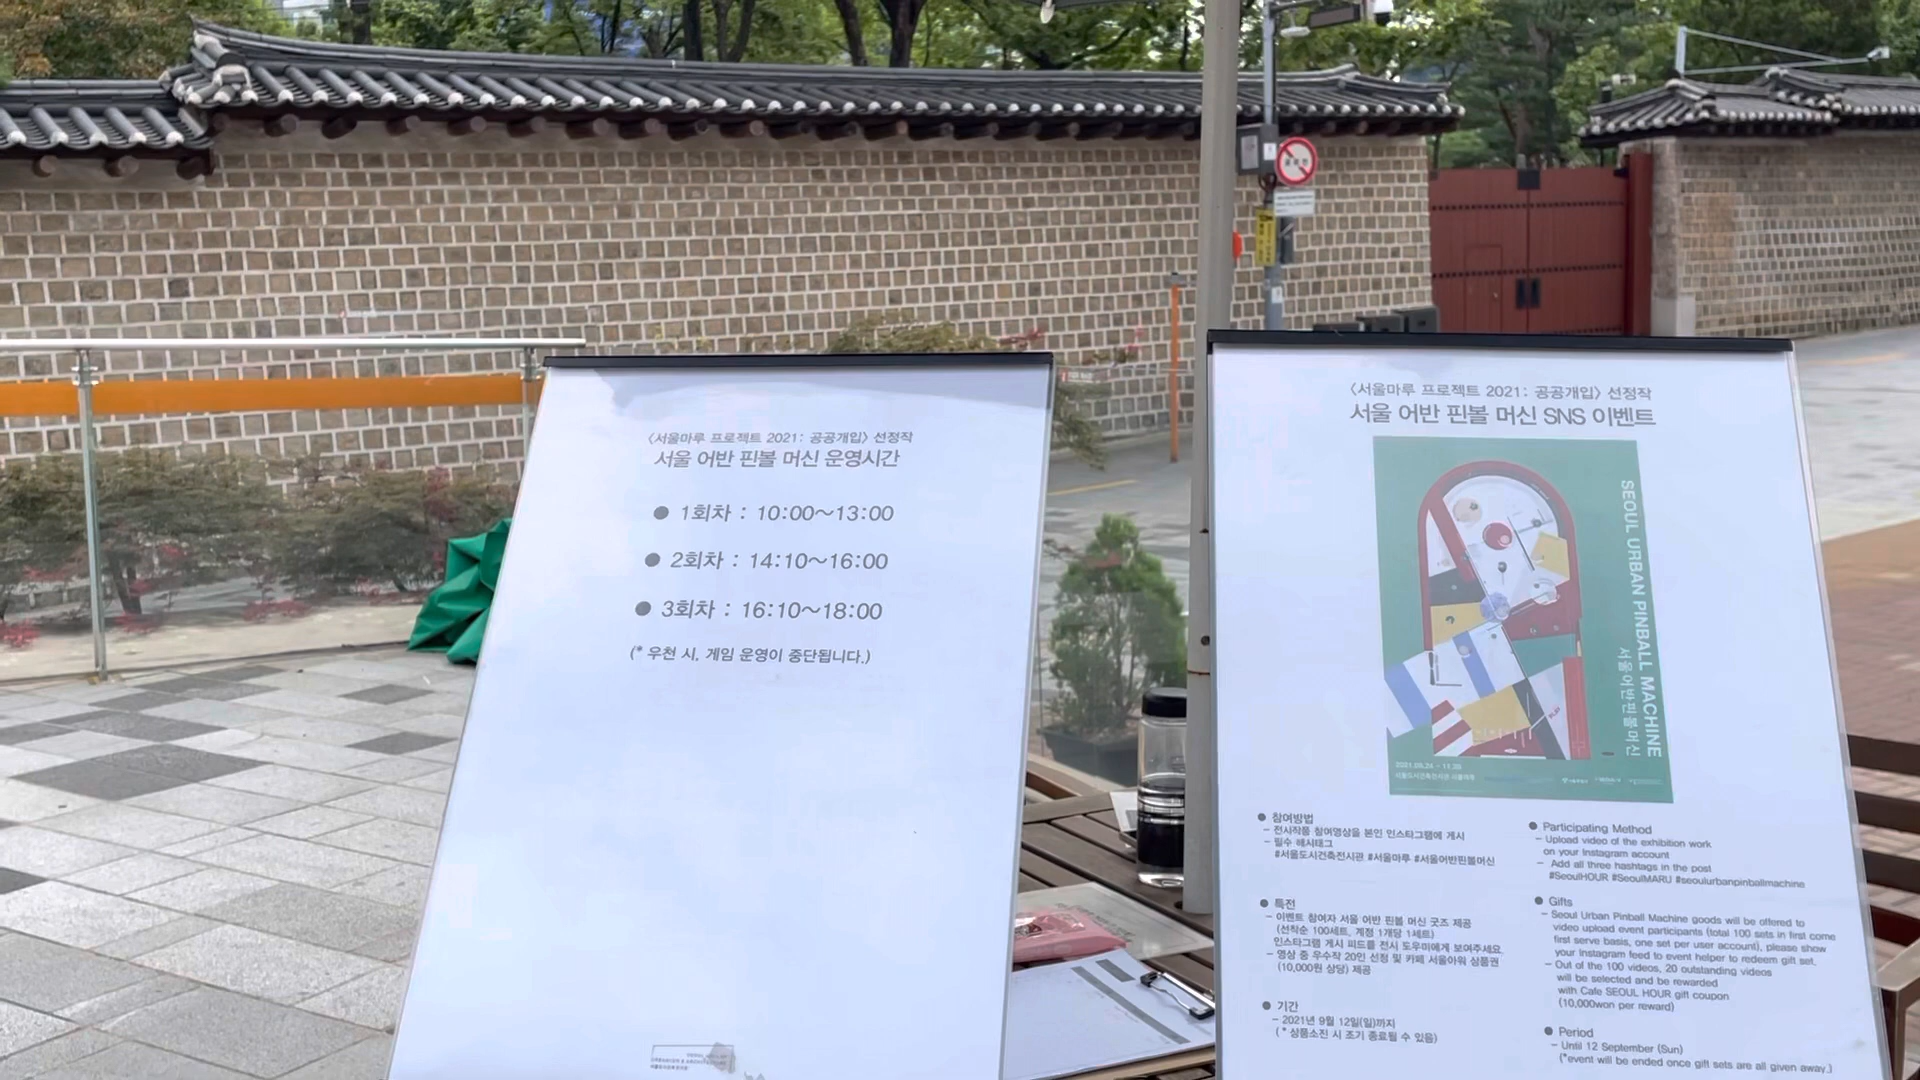 〈서울마루 프로젝트 2021: 공공개입〉 선정작
서울 어반 핀볼 머신 운영시간
● 1회차 : 10:00~13:00
● 2회차 : 14:10~16:00
● 3회차 : 16:10~18:00
(* 우천 시, 게임 운영이 중단됩니다.)
〈서울마루 프로젝트 2021: 공공개입〉 선정작
서울 어반 핀볼 머신 SNS 이벤트
SEOUL URBAN PINBALL MACHINE
서울 어반 핀볼 머신
서울도시건축전시관 서울마루
● 참여방법
- 전시작품 참여영상을 본인 인스타그램에 게시
- 필수 해시태그
#서울도시건축전시관 #서울마루 #서울어반핀볼머신
● 특전
- 이벤트 참여자 서울 어반 핀볼 머신 굿즈 제공
(선착순 100세트, 계정 1개당 1세트)
인스타그램 게시 피드를 전시 도우미에게 보여주세요.
- 영상 중 우수작 20인 선정 및 카페 서울아워 상품권
(10,000원 상당) 제공
● 기간
- 2021년 9월 12일(일)까지
( * 상품소진 시 조기 종료될 수 있음)
● Participating Method
- Upload video of the exhibition work
on your Instagram account
- Add all three hashtags in the post
#SeoulHOUR #SeoulMARU #seoulurbanpinballmachine
● Gifts
- Seoul Urban Pinball Machine goods will be offered to
video upload event participants (total 100 sets in first come
first serve basis, one set per user account), please show
your Instagram feed to event helper to redeem gift set.
- Out of the 100 videos, 20 outstanding videos
will be selected and be rewarded
with Cafe SEOUL HOUR gift coupon
(10,000won per reward)
● Period
- Until 12 September (Sun)
(*event will be ended once gift sets are all given away.)